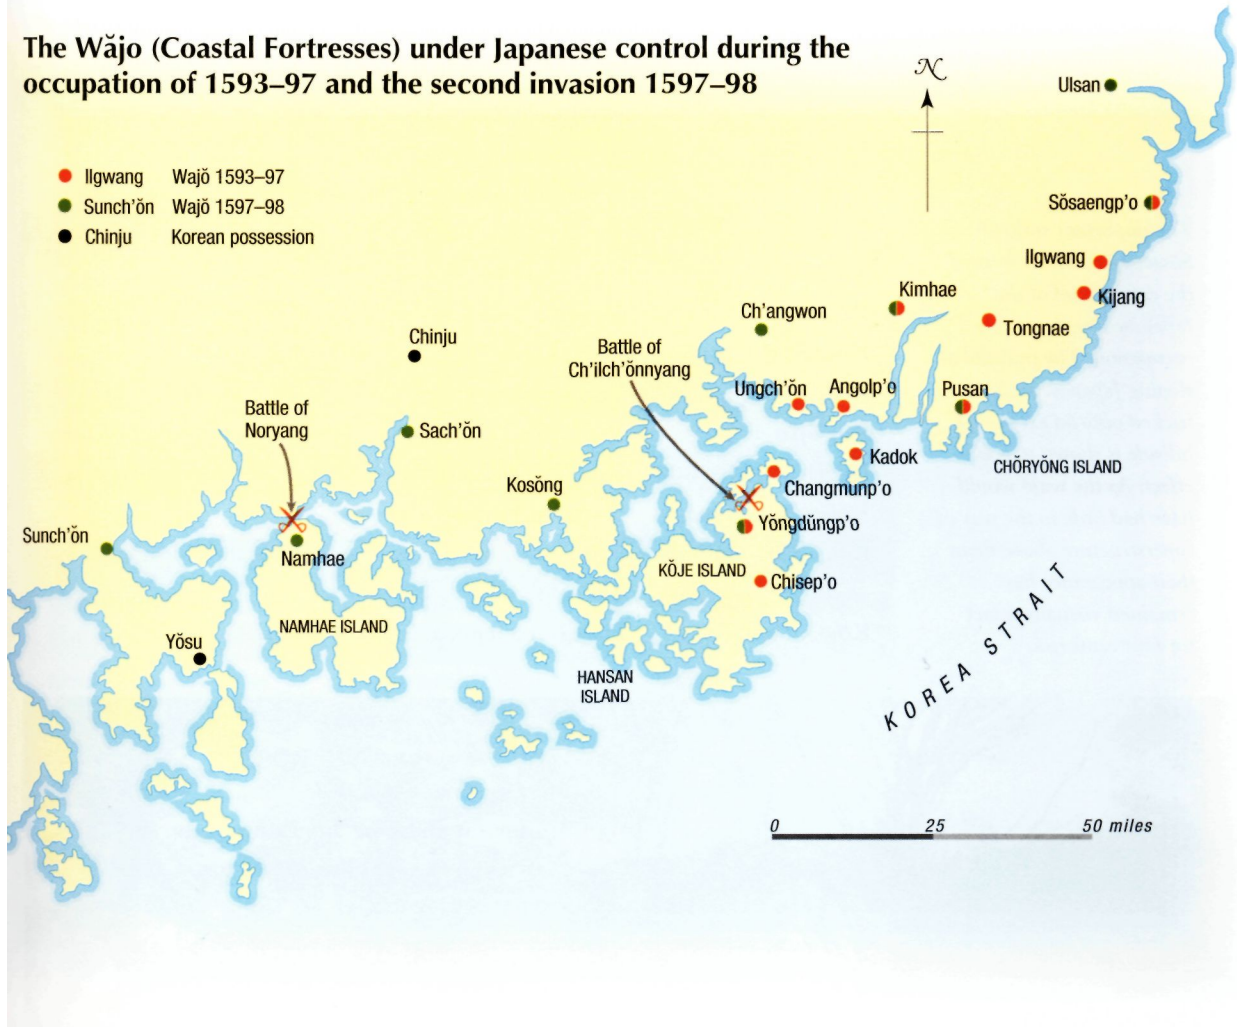 The Wăjo (Coastal Fortresses) under Japanese control during the
occupation of 1593–97 and the second invasion 1597–98
N
Ulsan
Ilgwang Wajŏ 1593–97
Sunch’ŏn Wajŏ 1597–98
Chinju Korean possession
Sŏsaengp’o
Ilgwang
Kimhae
Kijang
Ch’angwon
Tongnae
Chinju
Battle of
Ch’ilch’ŏnnyang
Ungch’ŏn
Angolp’o
Pusan
Battle of
Noryang
Sach’ŏn
Kadok
CHŎRYŎNG ISLAND
Kosŏng
Changmunp’o
Sunch’ŏn
Yŏngdŭngp’o
Namhae
KŎJE ISLAND
Chisep’o
NAMHAE ISLAND
Yŏsu
HANSAN
ISLAND
KOREA STRAIT
0 25 50 miles